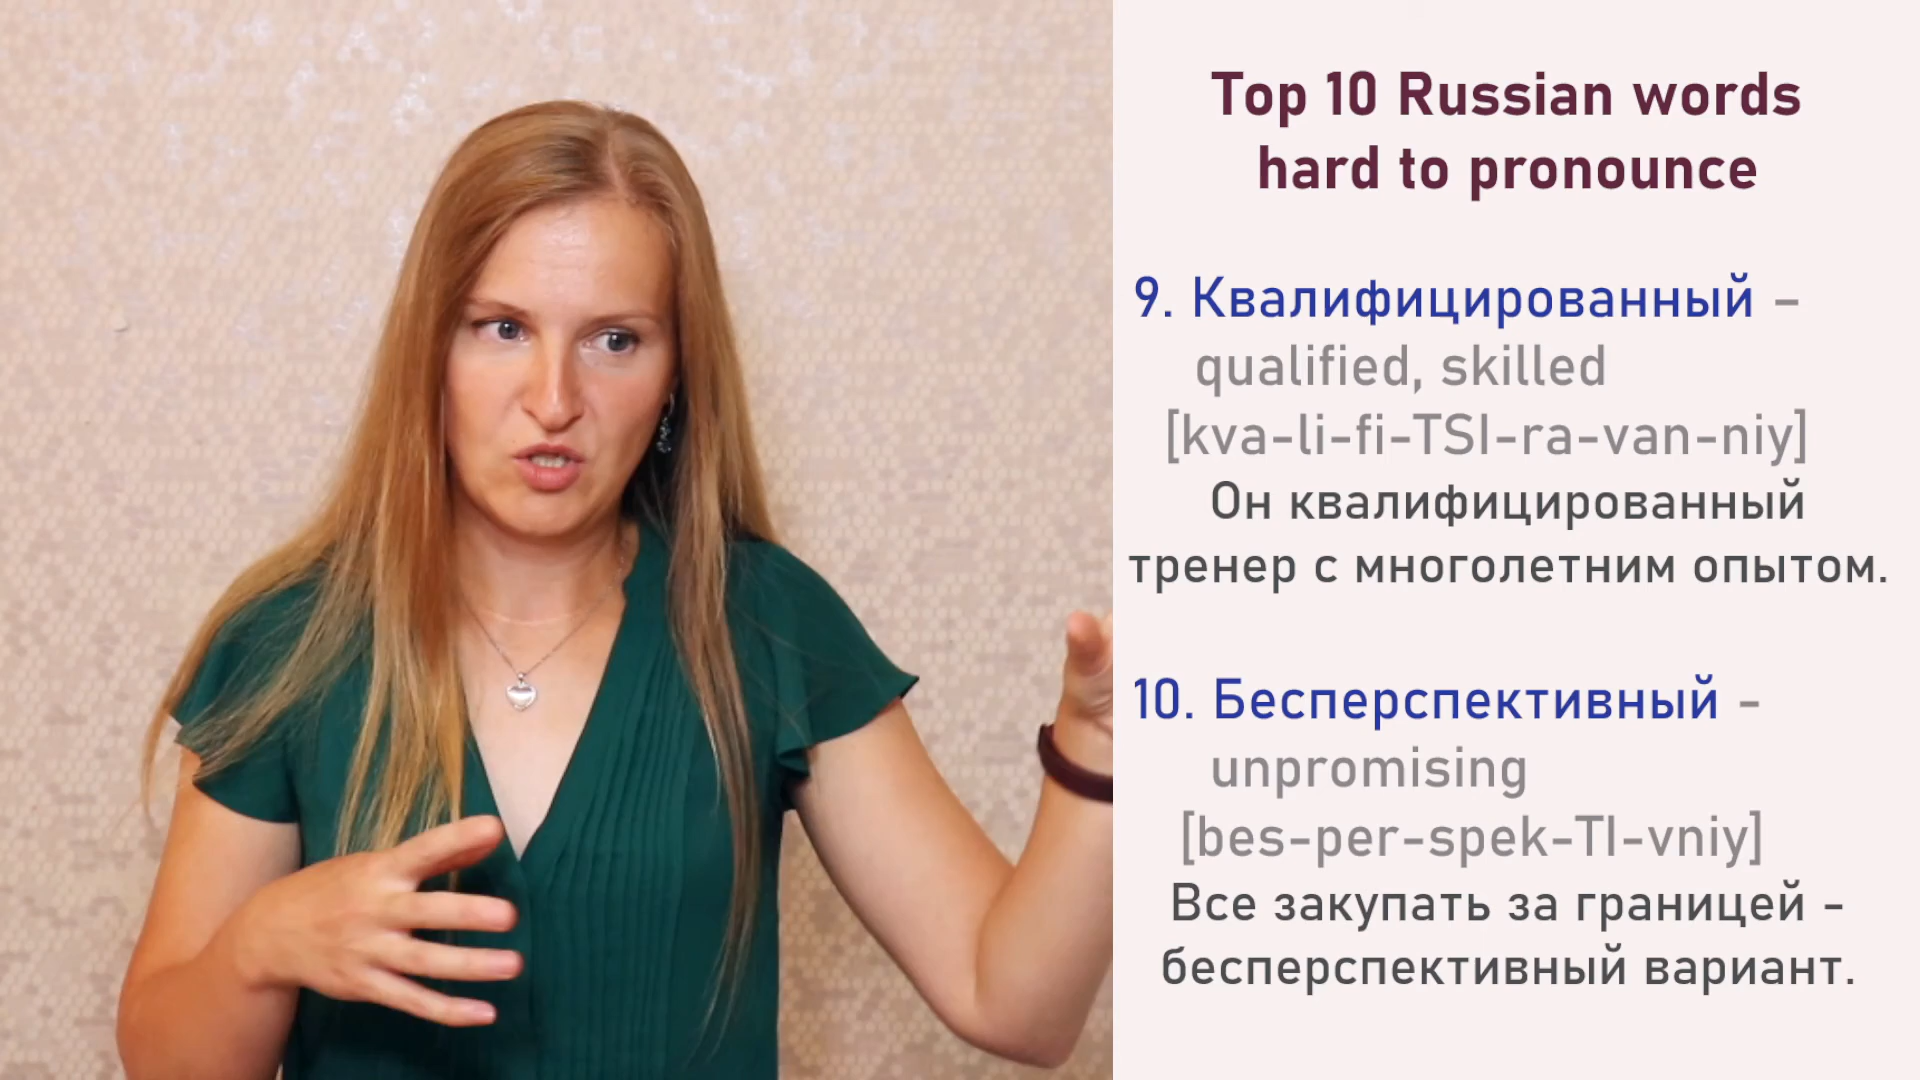 Top 10 Russian words
hard to pronounce
9. Квалифицированный –
qualified, skilled
[kva-li-fi-TSI-ra-van-niy]
Он квалифицированный
тренер с многолетним опытом.
10. Бесперспективный -
unpromising
[bes-per-spek-TI-vniy]
Все закупать за границей -
бесперспективный вариант.